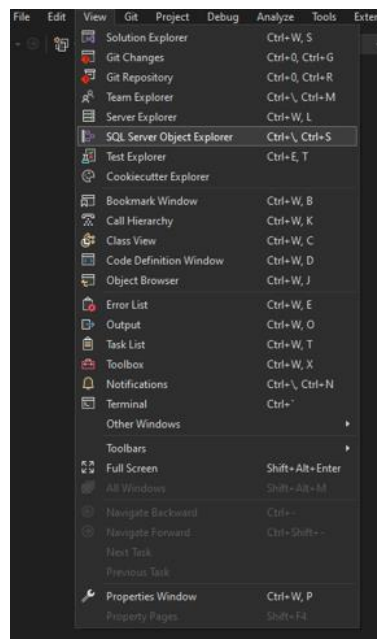 File Edit View Git Project Debug Analyze Tools Exter
Solution Explorer Ctrl+W, S
Git Changes Ctrl+0, Ctrl+G
Git Repository Ctrl+0, Ctrl+R
Team Explorer Ctrl+\, Ctrl+M
Server Explorer Ctrl+W, L
SQL Server Object Explorer Ctrl+\, Ctrl+S
Test Explorer Ctrl+E, T
Cookiecutter Explorer
Bookmark Window Ctrl+W, B
Call Hierarchy Ctrl+W, K
Class View Ctrl+W, C
Code Definition Window Ctrl+W, D
Object Browser Ctrl+W, J
Error List Ctrl+W, E
Output Ctrl+W, O
Task List Ctrl+W, T
Toolbox Ctrl+W, X
Notifications Ctrl+\, Ctrl+N
Terminal Ctrl+`
Other Windows
Toolbars
Full Screen Shift+Alt+Enter
All Windows Shift+Alt+M
Navigate Backward Ctrl+-
Navigate Forward Ctrl+Shift+-
Next Task
Previous Task
Properties Window Ctrl+W, P
Property Pages Shift+F4